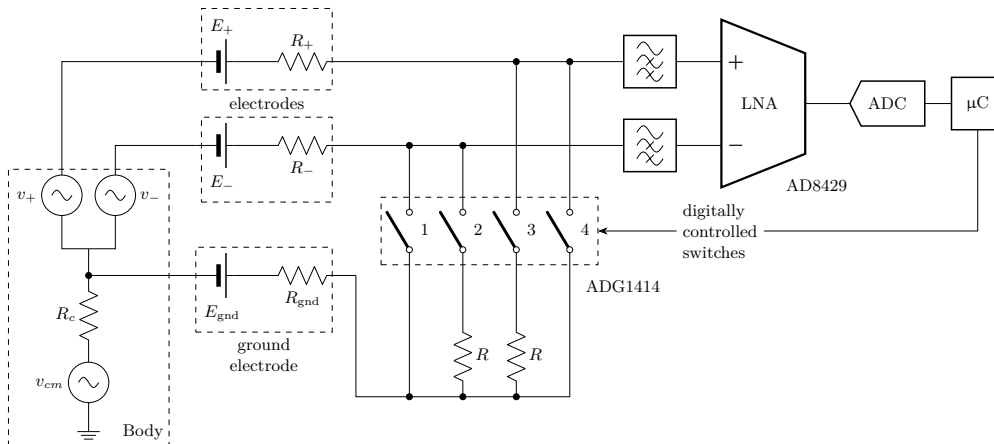 E+
R+
electrodes
LNA
+
−
ADC
μC
AD8429
R−
E−
v+
v−
1
2
3
4
digitally
controlled
switches
ADG1414
Egnd
Rgnd
ground
electrode
Rc
R
R
vcm
Body